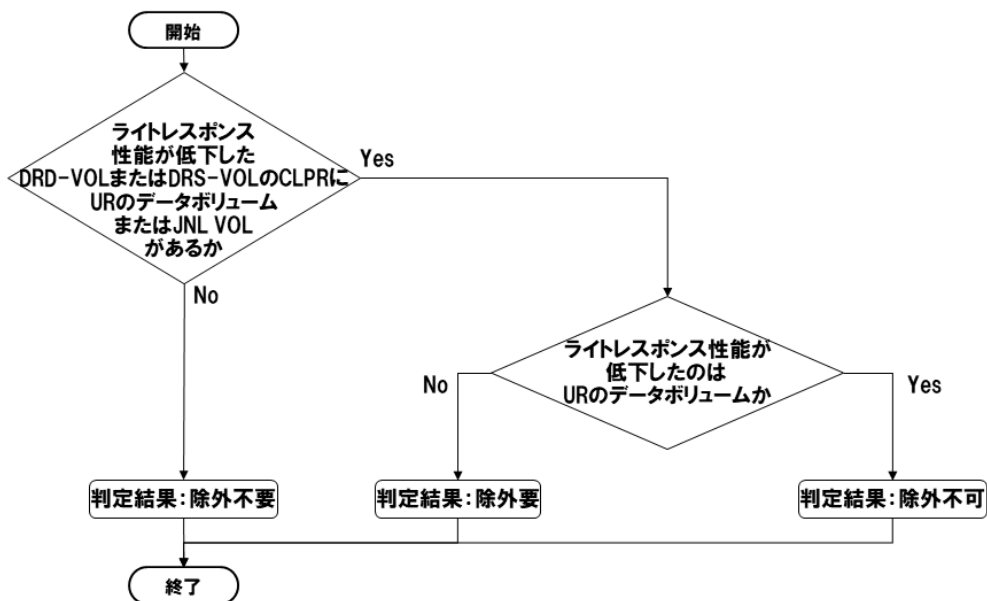 開始
ライトレスポンス
性能が低下した
DRD-VOLまたはDRS-VOLのCLPRに
URのデータボリューム
またはJNL VOL
があるか
Yes
No
ライトレスポンス性能が
低下したのは
URのデータボリュームか
No
Yes
判定結果:除外不要
判定結果:除外要
判定結果:除外不可
終了